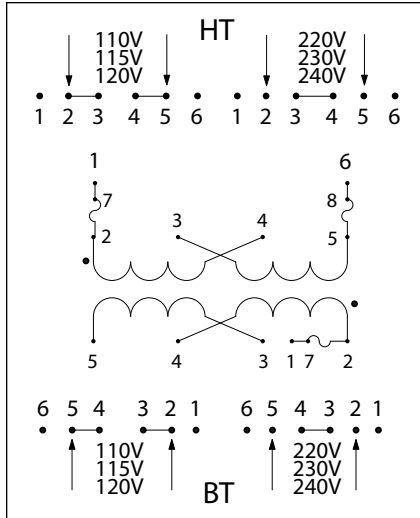 HT
110V 220V
115V 230V
120V 240V
1 2 3 4 5 6 1 2 3 4 5 6
1 6
7 8
2 3 4 5
5 4 3 1 7 2
6 5 4 3 2 1 6 5 4 3 2 1
110V 220V
115V 230V
120V 240V
BT